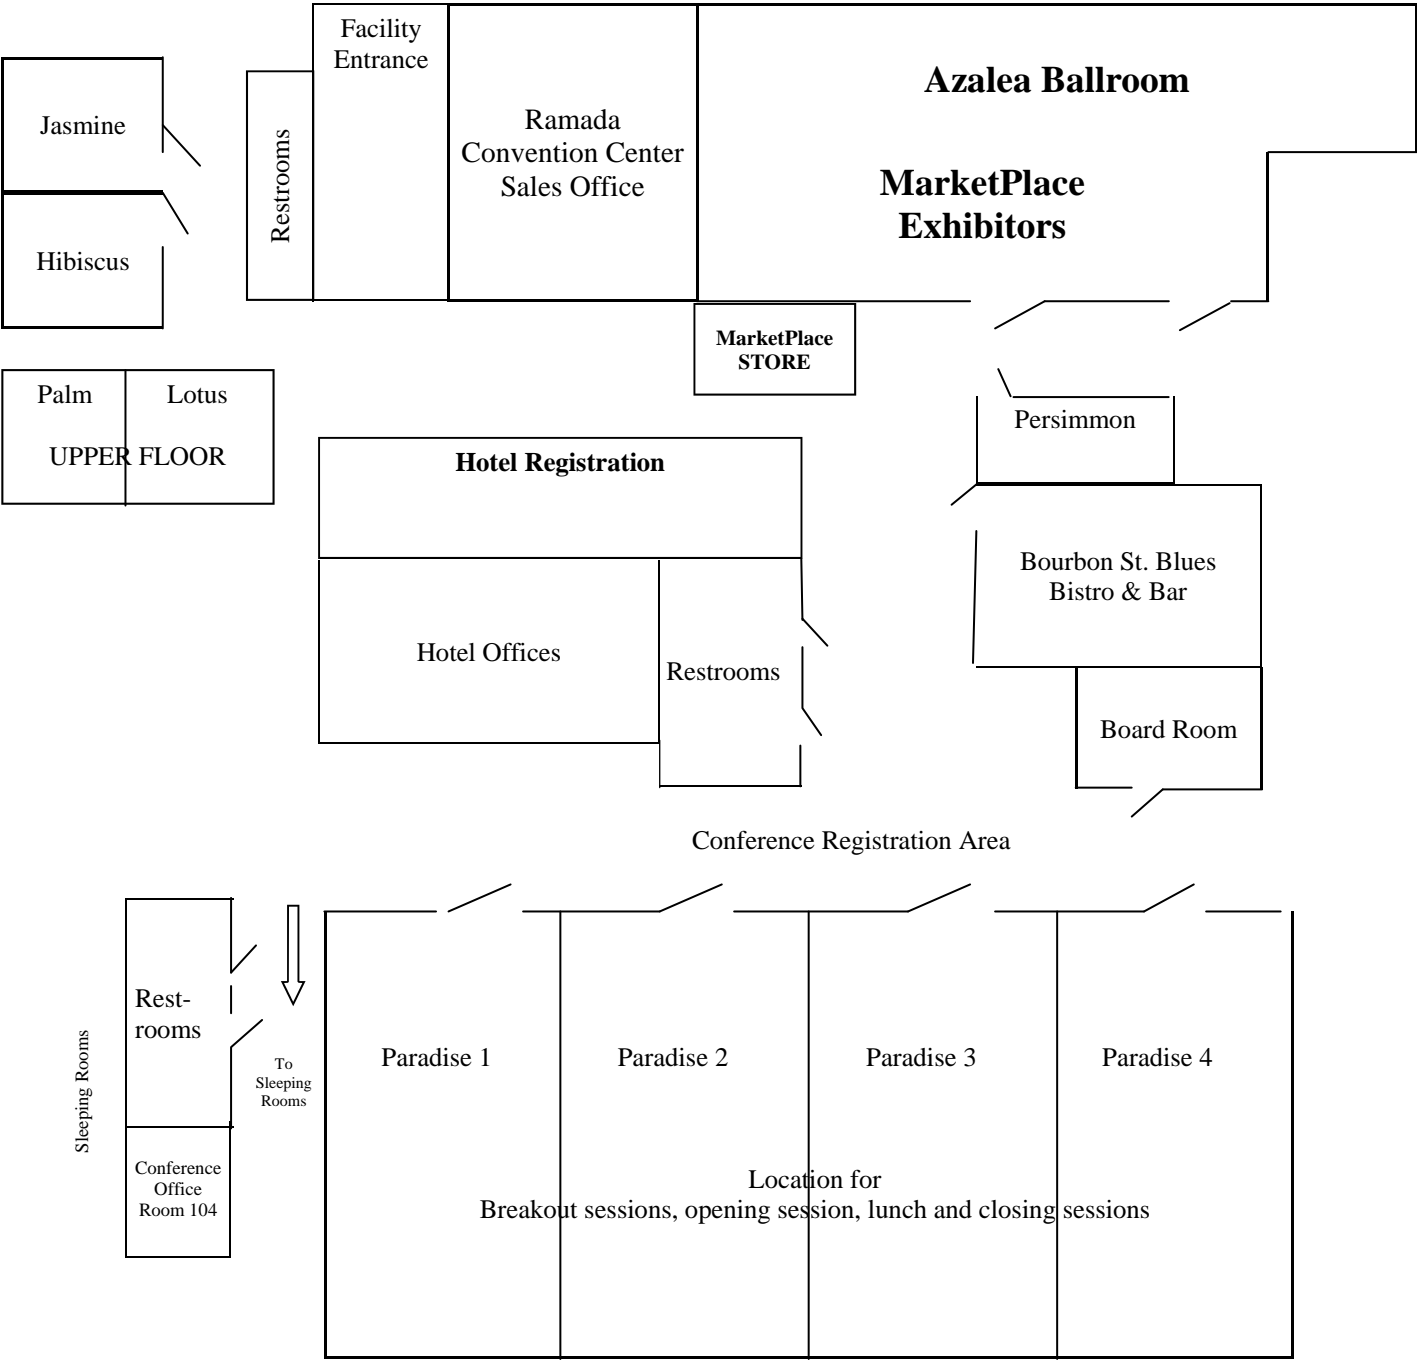 Facility
Entrance
Azalea Ballroom
Jasmine
Ramada
Convention Center
Sales Office
Restrooms
MarketPlace
Exhibitors
Hibiscus
MarketPlace
STORE
Palm
Lotus
UPPER FLOOR
Persimmon
Hotel Registration
Bourbon St. Blues
Bistro & Bar
Hotel Offices
Restrooms
Board Room
Conference Registration Area
Rest-
rooms
Sleeping Rooms
To
Sleeping
Rooms
Paradise 1
Paradise 2
Paradise 3
Paradise 4
Conference
Office
Room 104
Location for
Breakout sessions, opening session, lunch and closing sessions